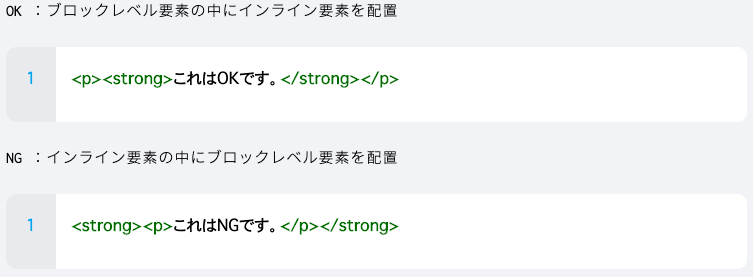 OK ：ブロックレベル要素の中にインライン要素を配置
1 <p><strong>これはOKです。</strong></p>
NG ：インライン要素の中にブロックレベル要素を配置
1 <strong><p>これはNGです。</p></strong>